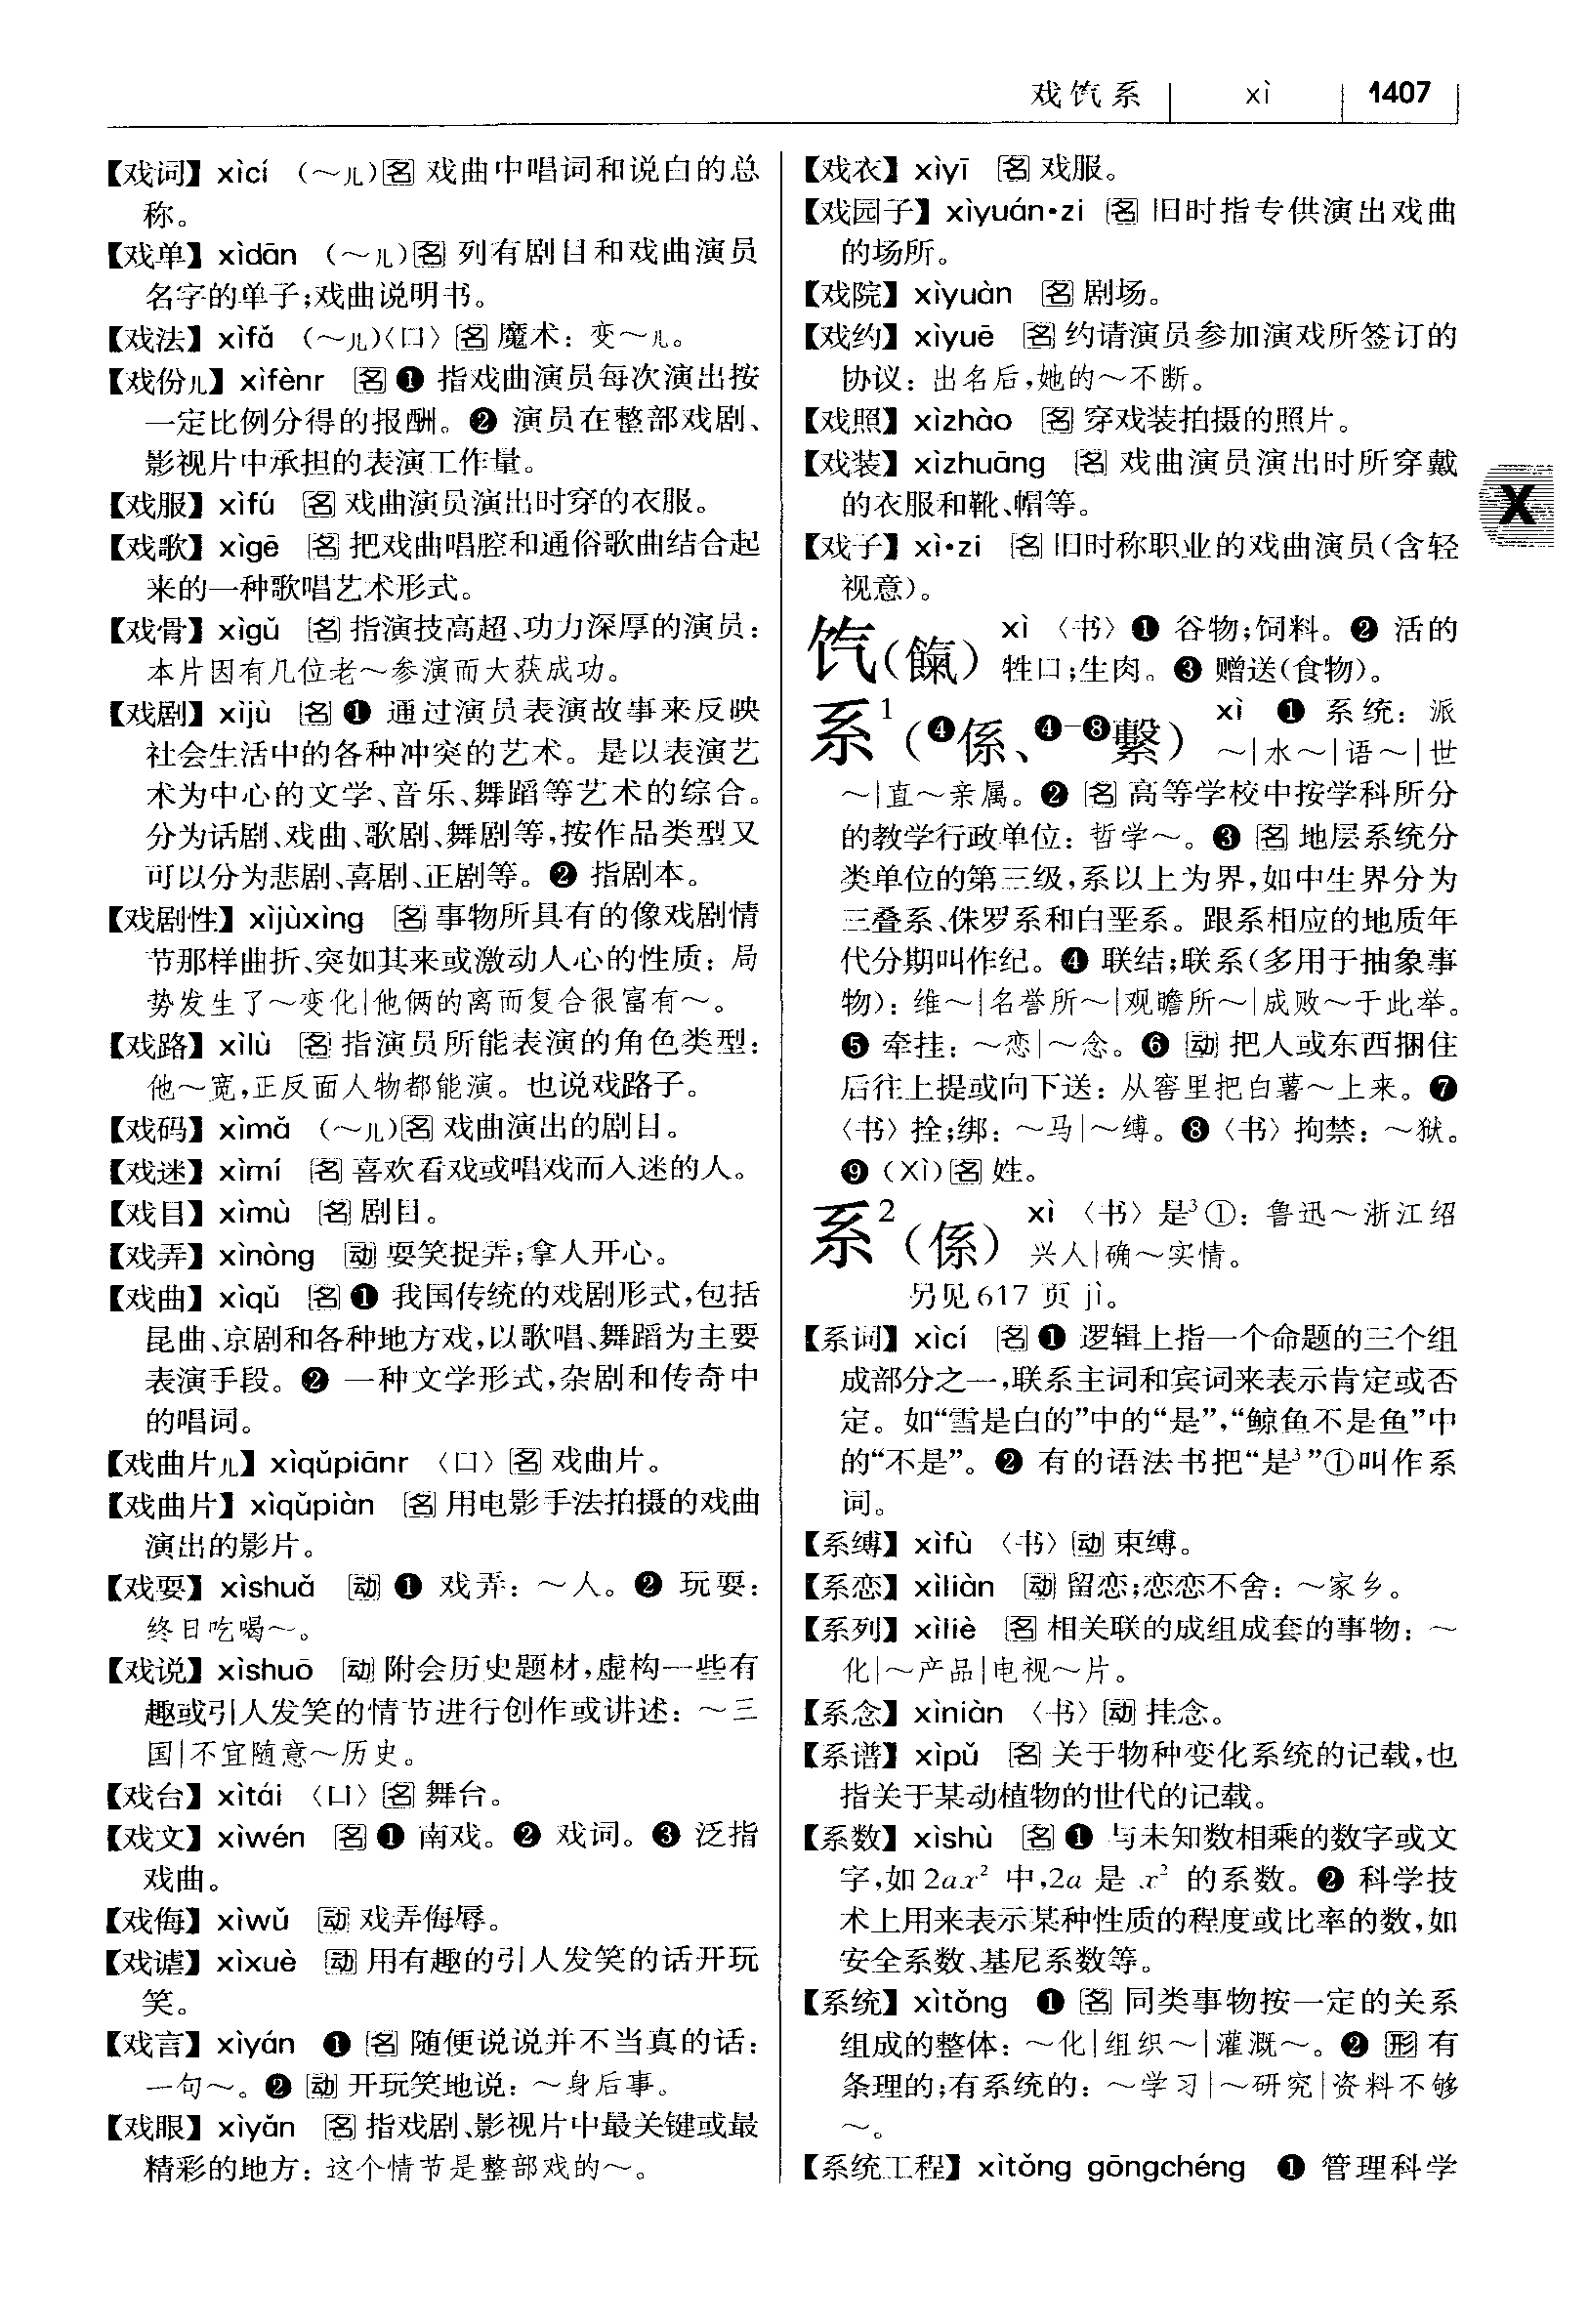 戏饩系 xì 1407
【戏词】xìcí （～儿）名 戏曲中唱词和说白的总
称。
【戏单】xìdān （～儿）名 列有剧目和戏曲演员
名字的单子；戏曲说明书。
【戏法】xìfǎ （～儿）〈口〉名 魔术：变～儿。
【戏份儿】xìfènr 名 ❶ 指戏曲演员每次演出按
一定比例分得的报酬。❷ 演员在整部戏剧、
影视片中承担的表演工作量。
【戏服】xìfú 名 戏曲演员演出时穿的衣服。
【戏歌】xìgē 名 把戏曲唱腔和通俗歌曲结合起
来的一种歌唱艺术形式。
【戏骨】xìgǔ 名 指演技高超、功力深厚的演员：
本片因有几位老～参演而大获成功。
【戏剧】xìjù 名 ❶ 通过演员表演故事来反映
社会生活中的各种冲突的艺术。是以表演艺
术为中心的文学、音乐、舞蹈等艺术的综合。
分为话剧、戏曲、歌剧、舞剧等，按作品类型又
可以分为悲剧、喜剧、正剧等。❷ 指剧本。
【戏剧性】xìjùxìng 名 事物所具有的像戏剧情
节那样曲折、突如其来或激动人心的性质：局
势发生了～变化|他俩的离而复合很富有～。
【戏路】xìlù 名 指演员所能表演的角色类型：
他～宽，正反面人物都能演。也说戏路子。
【戏码】xìmǎ （～儿）名 戏曲演出的剧目。
【戏迷】xìmí 名 喜欢看戏或唱戏而入迷的人。
【戏目】xìmù 名 剧目。
【戏弄】xìnòng 动 耍笑捉弄；拿人开心。
【戏曲】xìqǔ 名 ❶ 我国传统的戏剧形式，包括
昆曲、京剧和各种地方戏，以歌唱、舞蹈为主要
表演手段。❷ 一种文学形式，杂剧和传奇中
的唱词。
【戏曲片儿】xìqǔpiānr 〈口〉名 戏曲片。
【戏曲片】xìqǔpiàn 名 用电影手法拍摄的戏曲
演出的影片。
【戏耍】xìshuǎ 动 ❶ 戏弄：～人。❷ 玩耍：
终日吃喝～。
【戏说】xìshuō 动 附会历史题材，虚构一些有
趣或引人发笑的情节进行创作或讲述：～三
国|不宜随意～历史。
【戏台】xìtái 〈口〉名 舞台。
【戏文】xìwén 名 ❶ 南戏。❷ 戏词。❸ 泛指
戏曲。
【戏侮】xìwǔ 动 戏弄侮辱。
【戏谑】xìxuè 动 用有趣的引人发笑的话开玩
笑。
【戏言】xìyán ❶ 名 随便说说并不当真的话：
一句～。❷ 动 开玩笑地说：～身后事。
【戏眼】xìyǎn 名 指戏剧、影视片中最关键或最
精彩的地方：这个情节是整部戏的～。
【戏衣】xìyī 名 戏服。
【戏园子】xìyuán·zi 名 旧时指专供演出戏曲
的场所。
【戏院】xìyuàn 名 剧场。
【戏约】xìyuē 名 约请演员参加演戏所签订的
协议：出名后，她的～不断。
【戏照】xìzhào 名 穿戏装拍摄的照片。
【戏装】xìzhuāng 名 戏曲演员演出时所穿戴
的衣服和靴、帽等。
X
【戏子】xì·zi 名 旧时称职业的戏曲演员（含轻
视意）。
饩（餼） xì 〈书〉❶ 谷物；饲料。❷ 活的
牲口；生肉。❸ 赠送（食物）。
系¹（❹係、❹-❽繫） xì ❶ 系统：派
～|水～|语～|世
～|直～亲属。❷ 名 高等学校中按学科所分
的教学行政单位：哲学～。❸ 名 地层系统分
类单位的第三级，系以上为界，如中生界分为
三叠系、侏罗系和白垩系。跟系相应的地质年
代分期叫作纪。❹ 联结；联系（多用于抽象事
物）：维～|名誉所～|观瞻所～|成败～于此举。
❺ 牵挂：～恋|～念。❻ 动 把人或东西捆住
后往上提或向下送：从窖里把白薯～上来。❼
〈书〉拴；绑：～马|～缚。❽〈书〉拘禁：～狱。
❾（Xì）名 姓。
系²（係） xì 〈书〉是³①：鲁迅～浙江绍
兴人|确～实情。
另见617 页 jì。
【系词】xìcí 名 ❶ 逻辑上指一个命题的三个组
成部分之一，联系主词和宾词来表示肯定或否
定。如“雪是白的”中的“是”，“鲸鱼不是鱼”中
的“不是”。❷ 有的语法书把“是³”①叫作系
词。
【系缚】xìfù 〈书〉动 束缚。
【系恋】xìliàn 动 留恋；恋恋不舍：～家乡。
【系列】xìliè 名 相关联的成组成套的事物：～
化|～产品|电视～片。
【系念】xìniàn 〈书〉动 挂念。
【系谱】xìpǔ 名 关于物种变化系统的记载，也
指关于某动植物的世代的记载。
【系数】xìshù 名 ❶ 与未知数相乘的数字或文
字，如 2ax² 中，2a 是 x² 的系数。❷ 科学技
术上用来表示某种性质的程度或比率的数，如
安全系数、基尼系数等。
【系统】xìtǒng ❶ 名 同类事物按一定的关系
组成的整体：～化|组织～|灌溉～。❷ 形 有
条理的；有系统的：～学习|～研究|资料不够
～。
【系统工程】xìtǒng gōngchéng ❶ 管理科学